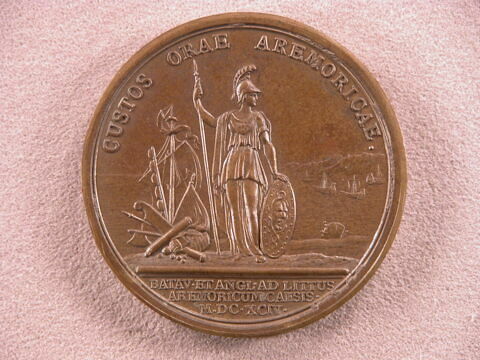 CUSTOS ORAE AREMORICAE.
BATAV·ET ANGL·AD LITTUS
AREMORICUM CAESIS·
M·DC·XCIV·